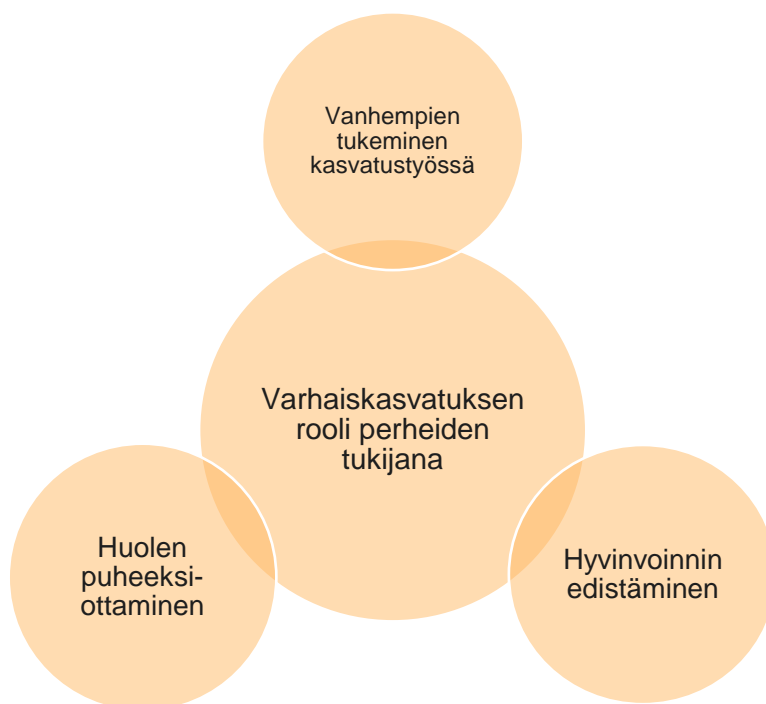 Vanhempien
tukeminen
kasvatustyössä
Varhaiskasvatuksen
rooli perheiden
tukijana
Huolen
puheeksi-
ottaminen
Hyvinvoinnin
edistäminen